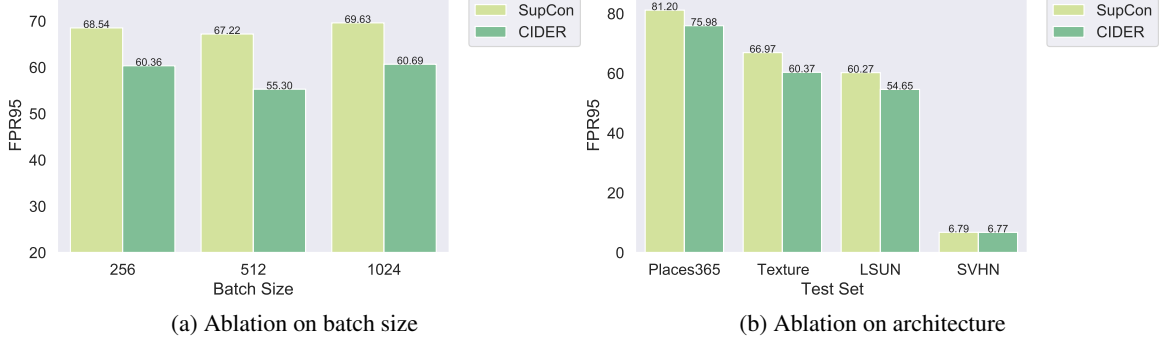 FPR95
70
60
50
40
30
20
68.54
60.36
67.22
55.30
69.63
60.69
256
512
1024
Batch Size
SupCon
CIDER
(a) Ablation on batch size
FPR95
80
60
40
20
0
81.20
75.98
66.97
60.37
60.27
54.65
6.79
6.77
Places365
Texture
LSUN
SVHN
Test Set
SupCon
CIDER
(b) Ablation on architecture